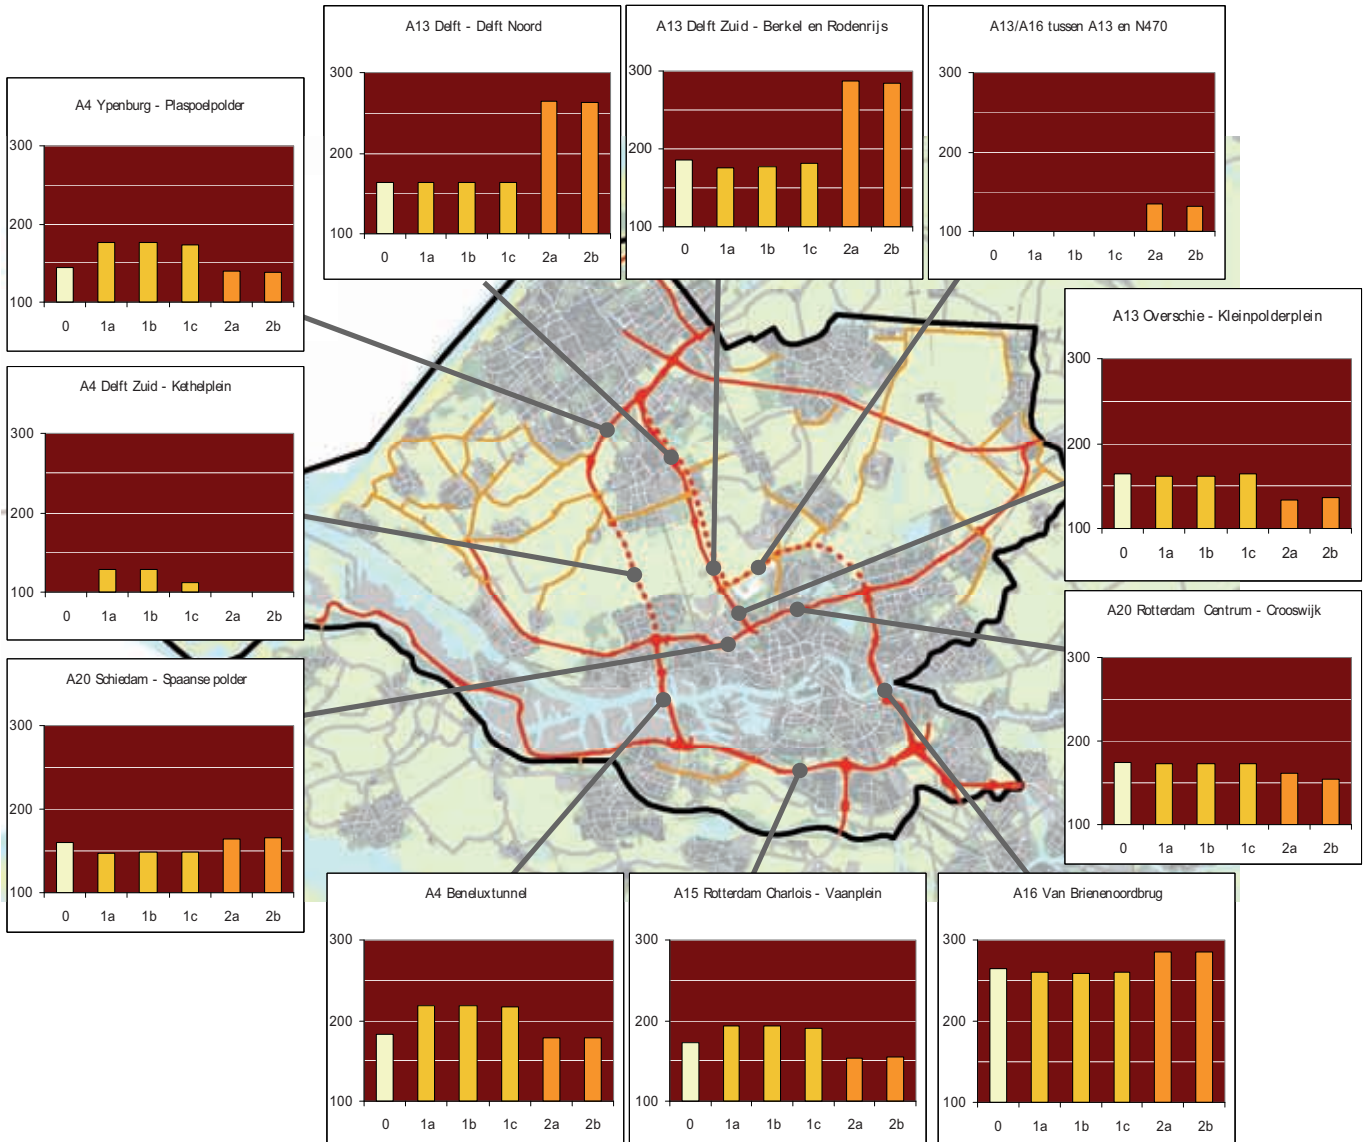 A13 Delft - Delft Noord
300
200
100
0 1a 1b 1c 2a 2b
A13 Delft Zuid - Berkel en Rodenrijs
300
200
100
0 1a 1b 1c 2a 2b
A13/A16 tussen A13 en N470
300
200
100
0 1a 1b 1c 2a 2b
A4 Ypenburg - Plaspoelpolder
300
200
100
0 1a 1b 1c 2a 2b
A13 Overschie - Kleinpolderplein
300
200
100
0 1a 1b 1c 2a 2b
A4 Delft Zuid - Kethelplein
300
200
100
0 1a 1b 1c 2a 2b
A20 Rotterdam Centrum - Crooswijk
300
200
100
0 1a 1b 1c 2a 2b
A20 Schiedam - Spaanse polder
300
200
100
0 1a 1b 1c 2a 2b
A4 Beneluxtunnel
300
200
100
0 1a 1b 1c 2a 2b
A15 Rotterdam Charlois - Vaanplein
300
200
100
0 1a 1b 1c 2a 2b
A16 Van Brienenoordbrug
300
200
100
0 1a 1b 1c 2a 2b